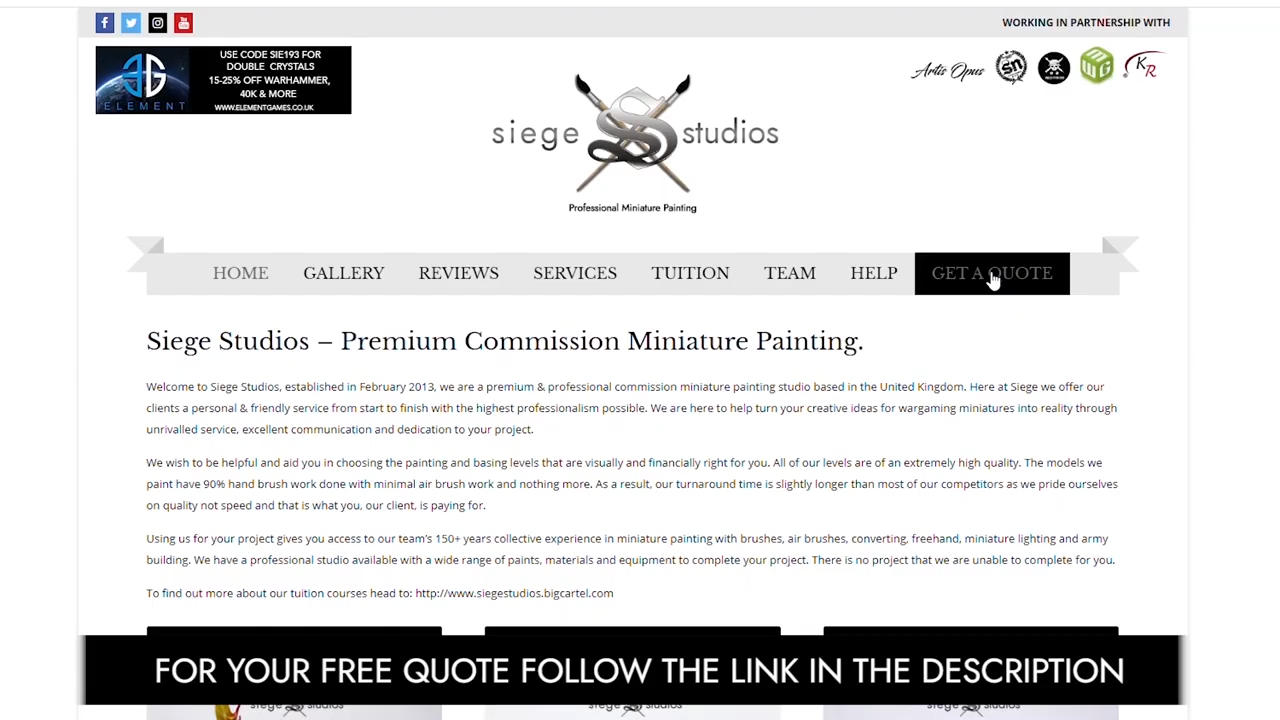 WORKING IN PARTNERSHIP WITH
USE CODE SIE193 FOR
DOUBLE CRYSTALS
15-25% OFF WARHAMMER,
40K & MORE
WWW.ELEMENTGAMES.CO.UK
ELEMENT
Artis Opus
sn
MWG
KR
siege S studios
Professional Miniature Painting
HOME GALLERY REVIEWS SERVICES TUITION TEAM HELP GET A QUOTE
Siege Studios – Premium Commission Miniature Painting.
Welcome to Siege Studios, established in February 2013, we are a premium & professional commission miniature painting studio based in the United Kingdom. Here at Siege we offer our
clients a personal & friendly service from start to finish with the highest professionalism possible. We are here to help turn your creative ideas for wargaming miniatures into reality through
unrivalled service, excellent communication and dedication to your project.
We wish to be helpful and aid you in choosing the painting and basing levels that are visually and financially right for you. All of our levels are of an extremely high quality. The models we
paint have 90% hand brush work done with minimal air brush work and nothing more. As a result, our turnaround time is slightly longer than most of our competitors as we pride ourselves
on quality not speed and that is what you, our client, is paying for.
Using us for your project gives you access to our team's 150+ years collective experience in miniature painting with brushes, air brushes, converting, freehand, miniature lighting and army
building. We have a professional studio available with a wide range of paints, materials and equipment to complete your project. There is no project that we are unable to complete for you.
To find out more about our tuition courses head to: http://www.siegestudios.bigcartel.com
FOR YOUR FREE QUOTE FOLLOW THE LINK IN THE DESCRIPTION